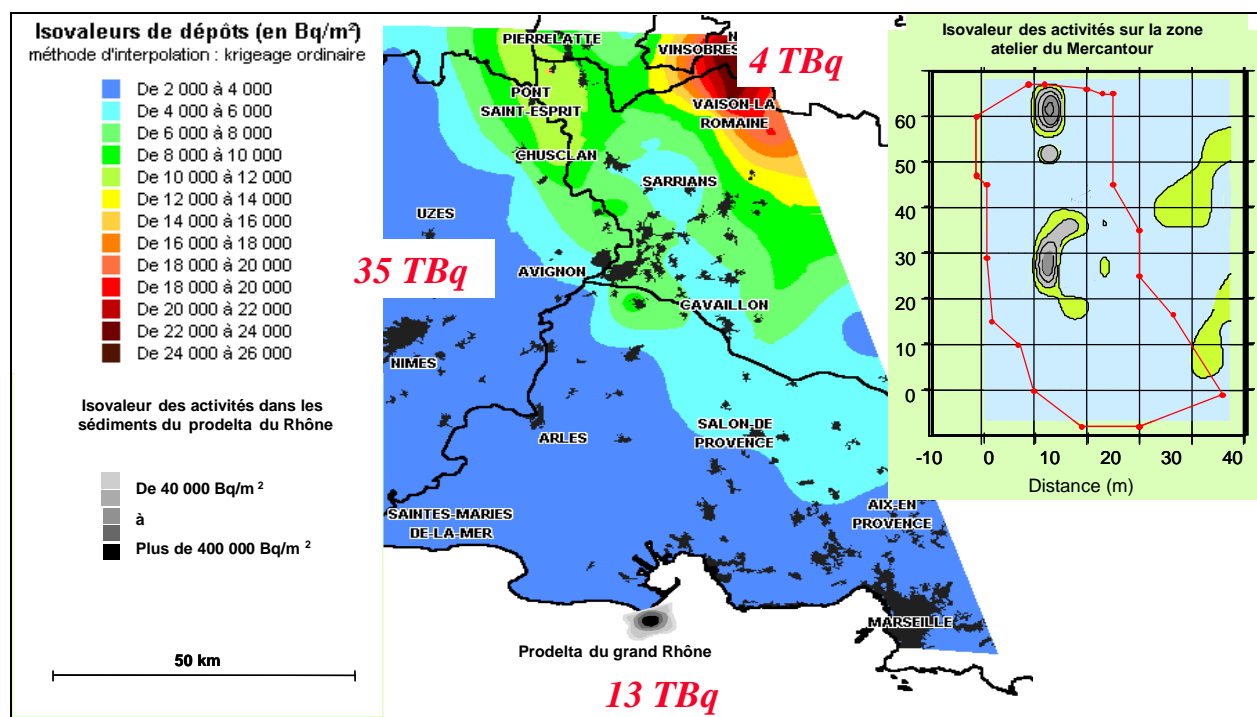 Isovaleurs de dépôts (en Bq/m²)
méthode d'interpolation : krigeage ordinaire
De 2 000 à 4 000
De 4 000 à 6 000
De 6 000 à 8 000
De 8 000 à 10 000
De 10 000 à 12 000
De 12 000 à 14 000
De 14 000 à 16 000
De 16 000 à 18 000
De 18 000 à 20 000
De 18 000 à 20 000
De 20 000 à 22 000
De 22 000 à 24 000
De 24 000 à 26 000
Isovaleur des activités dans les
sédiments du prodelta du Rhône
De 40 000 Bq/m ²
à
Plus de 400 000 Bq/m ²
50 km
PIERRELATTE
N
VINSOBRES
4 TBq
PONT
SAINT-ESPRIT
VAISON-LA
ROMAINE
CHUSCLAN
SARRIANS
UZES
35 TBq
AVIGNON
CAVAILLON
NIMES
ARLES
SALON-DE
PROVENCE
SAINTES-MARIES
DE-LA-MER
AIX-EN
PROVENCE
MARSEILLE
Prodelta du grand Rhône
13 TBq
Isovaleur des activités sur la zone
atelier du Mercantour
60
50
40
30
20
10
0
-10 0 10 20 30 40
Distance (m)